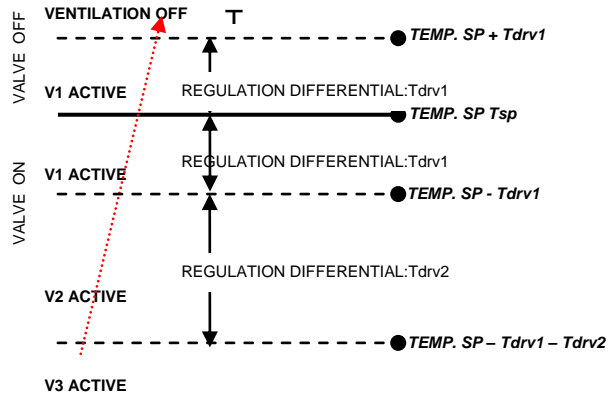 VENTILATION OFF
T
TEMP. SP + Tdrv1
VALVE OFF
V1 ACTIVE
REGULATION DIFFERENTIAL:Tdrv1
TEMP. SP Tsp
V1 ACTIVE
REGULATION DIFFERENTIAL:Tdrv1
VALVE ON
TEMP. SP - Tdrv1
REGULATION DIFFERENTIAL:Tdrv2
V2 ACTIVE
TEMP. SP – Tdrv1 – Tdrv2
V3 ACTIVE